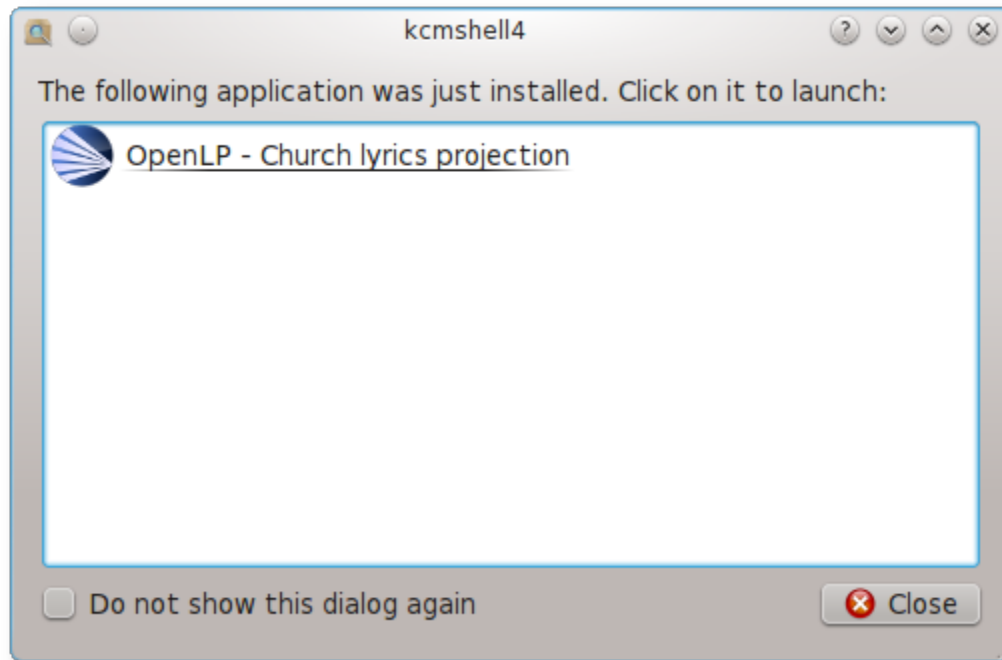 kcmshell4
The following application was just installed. Click on it to launch:
OpenLP - Church lyrics projection
Do not show this dialog again
Close